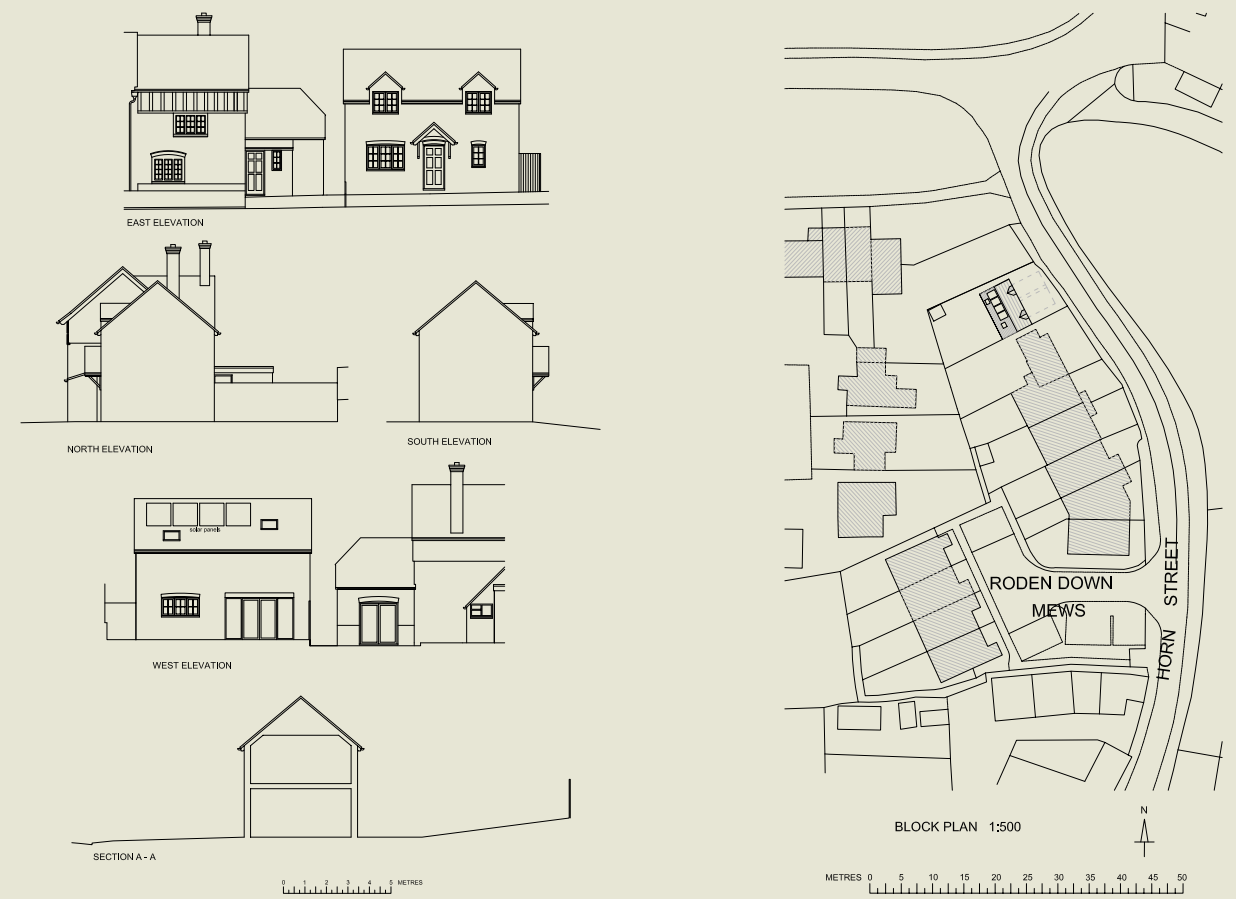 EAST ELEVATION
NORTH ELEVATION
SOUTH ELEVATION
solar panels
WEST ELEVATION
SECTION A - A
0 1 2 3 4 5 METRES
RODEN DOWN
MEWS
HORN STREET
BLOCK PLAN 1:500
N
METRES 0 5 10 15 20 25 30 35 40 45 50